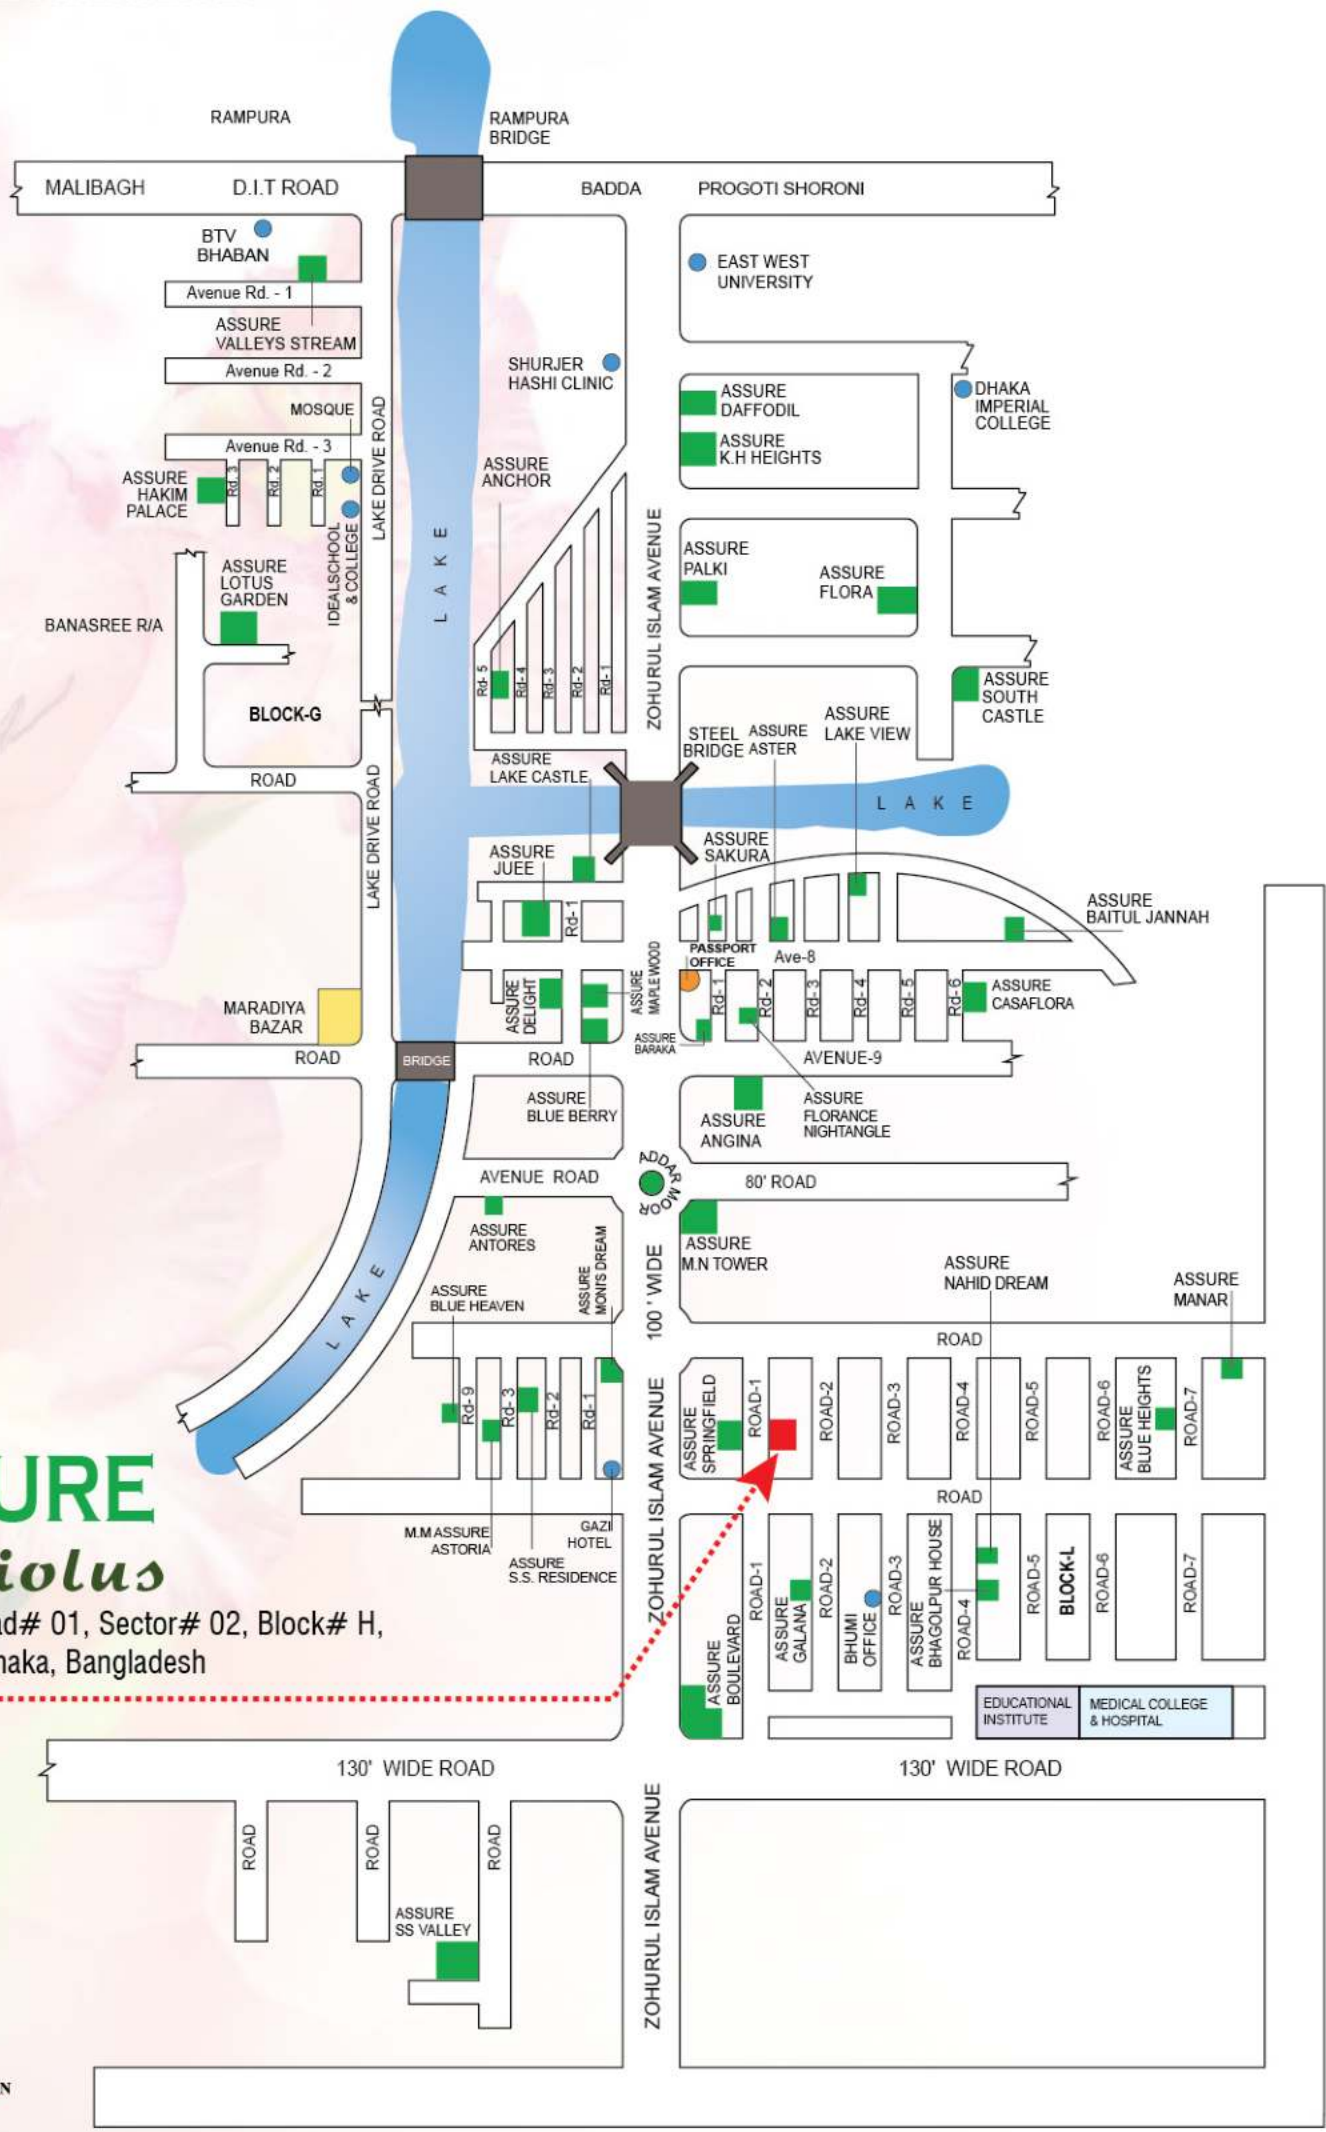 RAMPURA
RAMPURA
BRIDGE
MALIBAGH
D.I.T ROAD
BADDA
PROGOTI SHORONI
BTV
BHABAN
EAST WEST
UNIVERSITY
Avenue Rd. - 1
ASSURE
VALLEYS STREAM
Avenue Rd. - 2
SHURJER
HASHI CLINIC
ASSURE
DAFFODIL
DHAKA
IMPERIAL
COLLEGE
MOSQUE
Avenue Rd. - 3
LAKE DRIVE ROAD
ASSURE
K.H HEIGHTS
ASSURE
HAKIM
PALACE
Rd. 3
Rd. 2
Rd. 1
ASSURE
ANCHOR
IDEALSCHOOL
& COLLEGE
LAKE
ZOHURUL ISLAM AVENUE
ASSURE
PALKI
ASSURE
FLORA
ASSURE
LOTUS
GARDEN
BANASREE R/A
Rd- 5
Rd- 4
Rd- 3
Rd- 2
Rd- 1
ASSURE
SOUTH
CASTLE
BLOCK-G
STEEL
BRIDGE
ASSURE
ASTER
ASSURE
LAKE VIEW
ROAD
LAKE DRIVE ROAD
ASSURE
LAKE CASTLE
LAKE
ASSURE
JUEE
ASSURE
SAKURA
Rd- 1
ASSURE
BAITUL JANNAH
PASSPORT
OFFICE
Ave-8
MARADIYA
BAZAR
ASSURE
DELIGHT
ASSURE
MAPLE WOOD
Rd- 1
Rd- 2
Rd- 3
Rd- 4
Rd- 5
Rd- 6
ASSURE
CASAFLORA
ASSURE
BARAKA
ROAD
BRIDGE
ROAD
AVENUE-9
ASSURE
BLUE BERRY
ASSURE
ANGINA
ASSURE
FLORANCE
NIGHTANGLE
AVENUE ROAD
ADDAR MOOR
80' ROAD
ASSURE
ANTORES
ASSURE
M.N TOWER
LAKE
ASSURE
BLUE HEAVEN
ASSURE
MONI'S DREAM
100 ' WIDE
ASSURE
NAHID DREAM
ASSURE
MANAR
ROAD
Rd- 9
Rd- 3
Rd- 2
Rd- 1
ZOHURUL ISLAM AVENUE
ASSURE
SPRINGFIELD
ROAD-1
ROAD-2
ROAD-3
ROAD-4
ROAD-5
ROAD-6
ASSURE
BLUE HEIGHTS
ROAD-7
ROAD
M.M ASSURE
ASTORIA
ASSURE
S.S. RESIDENCE
GAZI
HOTEL
URE
iolus
ad# 01, Sector# 02, Block# H,
naka, Bangladesh
ASSURE
BOULEVARD
ROAD-1
ASSURE
GALANA
ROAD-2
BHUMI
OFFICE
ROAD-3
ASSURE
BHAGOLPUR HOUSE
ROAD-4
ROAD-5
BLOCK-L
ROAD-6
ROAD-7
EDUCATIONAL
INSTITUTE
MEDICAL COLLEGE
& HOSPITAL
130' WIDE ROAD
130' WIDE ROAD
ROAD
ROAD
ROAD
ZOHURUL ISLAM AVENUE
ASSURE
SS VALLEY
N